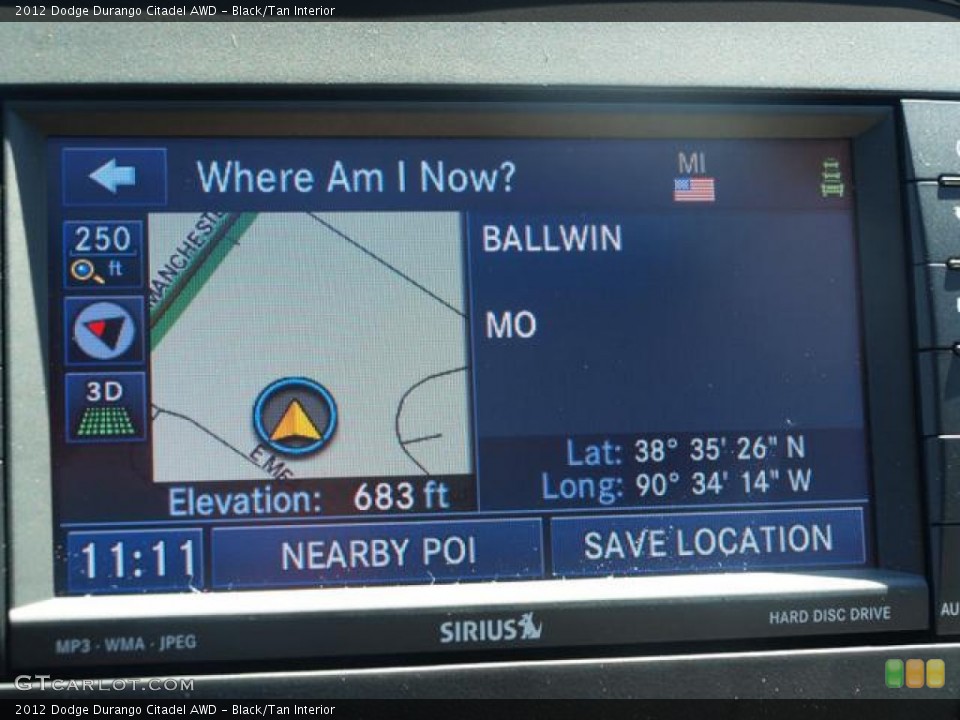 2012 Dodge Durango Citadel AWD - Black/Tan Interior
Where Am I Now?
MI
250
ft
3D
E ME
BALLWIN
MO
Lat: 38° 35' 26" N
Long: 90° 34' 14" W
Elevation: 683 ft
11:11
NEARBY POI
SAVE LOCATION
MP3 · WMA · JPEG
SIRIUS
HARD DISC DRIVE
AU
GTCARLOT.COM
2012 Dodge Durango Citadel AWD - Black/Tan Interior